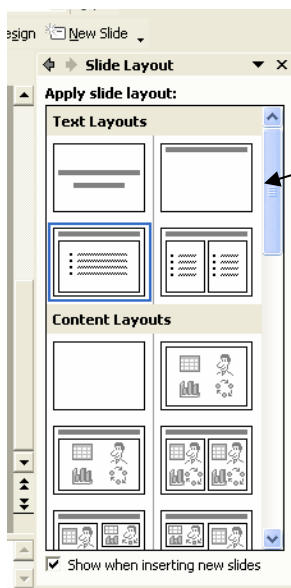 esign New Slide
Slide Layout
Apply slide layout:
Text Layouts
Content Layouts
Show when inserting new slides